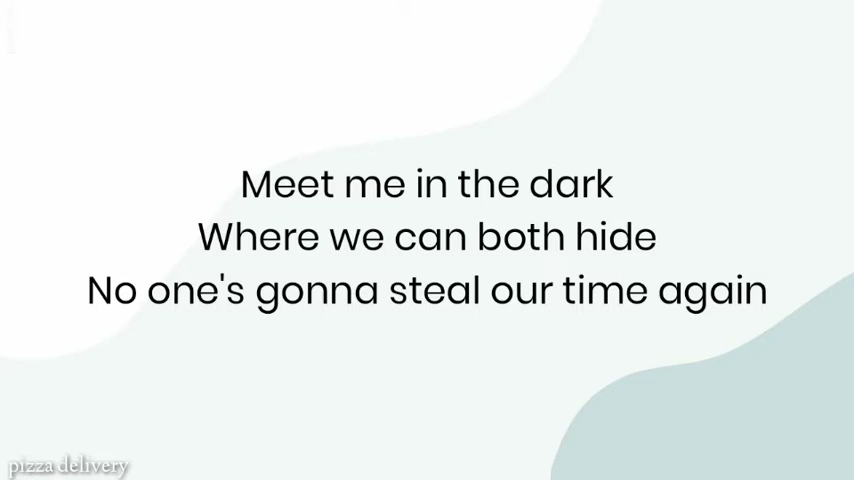 Meet me in the dark
Where we can both hide
No one's gonna steal our time again
pizza delivery